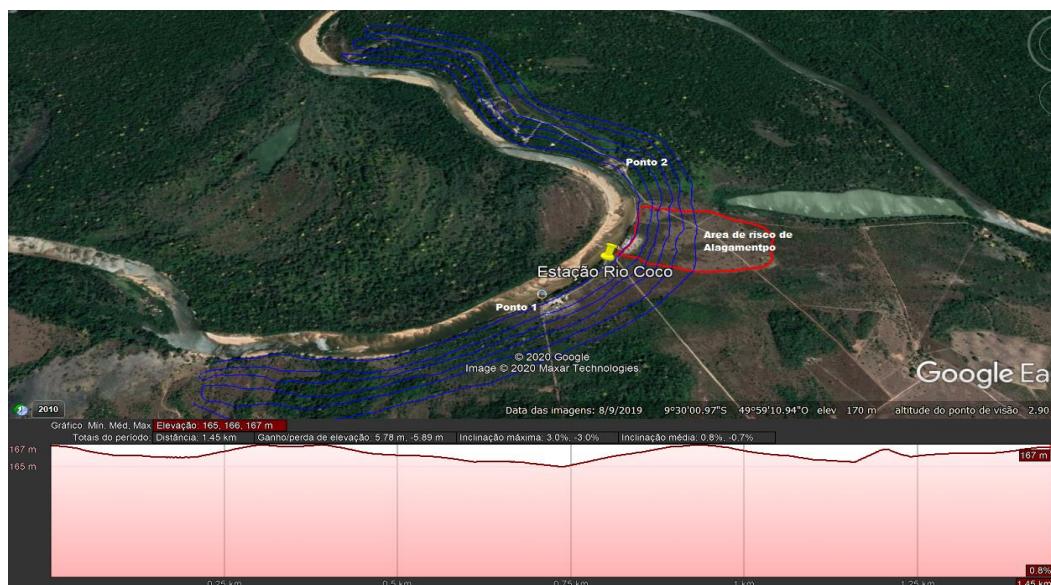 Ponto 2
Area de risco de
Alagamentpo
Estação Rio Coco
Ponto 1
© 2020 Google
Image © 2020 Maxar Technologies
Google Ea
2010
Data das imagens: 8/9/2019 9°30'00.97"S 49°59'10.94"O elev 170 m altitude do ponto de visão 2.90
Gráfico: Mín, Méd, Máx Elevação: 165, 166, 167 m
Totais do período: Distância: 1.45 km Ganho/perda de elevação: 5.78 m, -5.89 m Inclinação máxima: 3.0%, -3.0% Inclinação média: 0.8%, -0.7%
167 m
167 m
165 m
0.8%
0.25 km 0.5 km 0.75 km 1 km 1.25 km 1.45 km